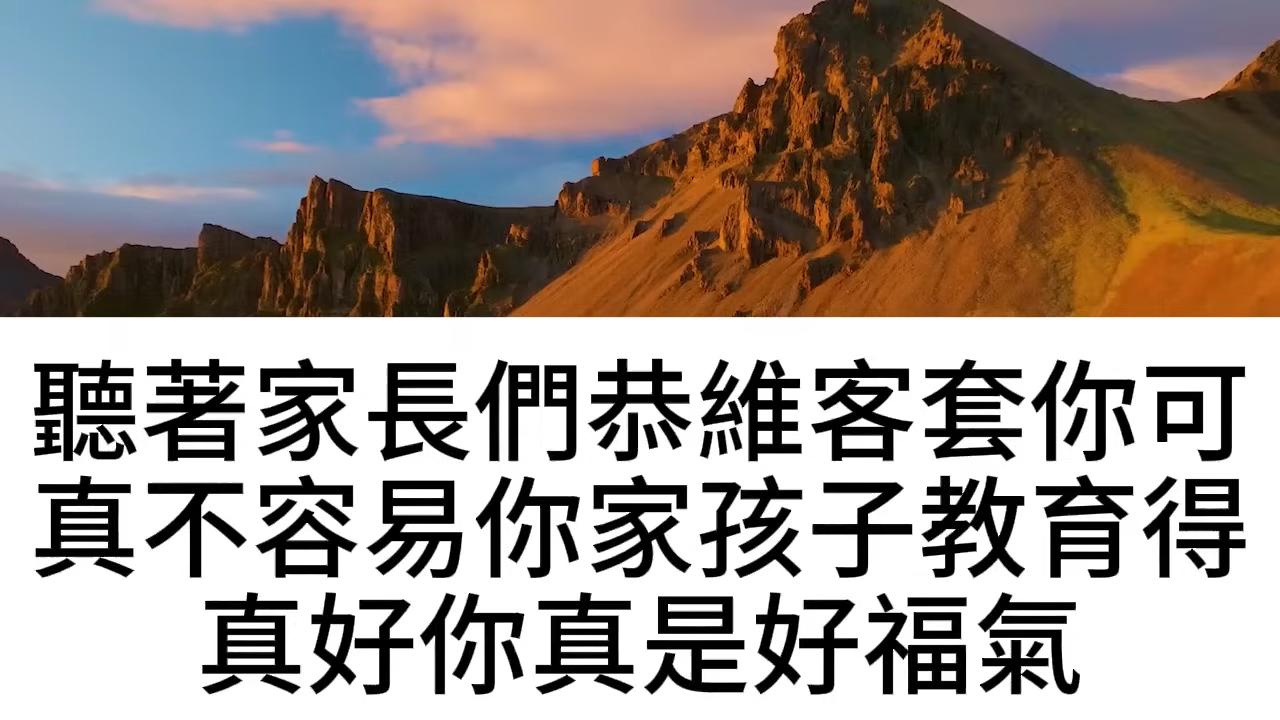 聽著家長們恭維客套你可
真不容易你家孩子教育得
真好你真是好福氣